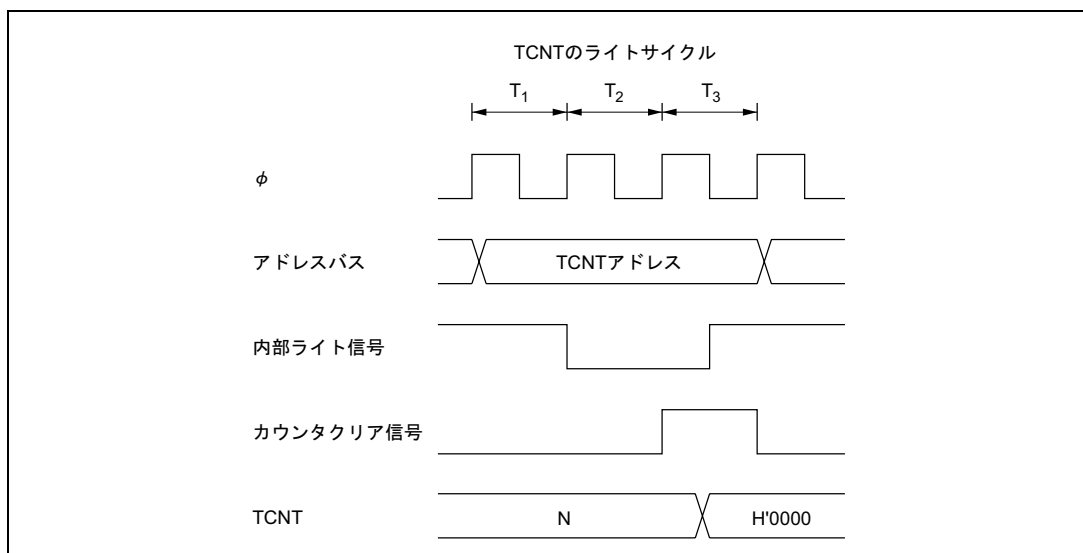 TCNTのライトサイクル
T1 T2 T3
φ
アドレスバス
TCNTアドレス
内部ライト信号
カウンタクリア信号
TCNT
N
H'0000